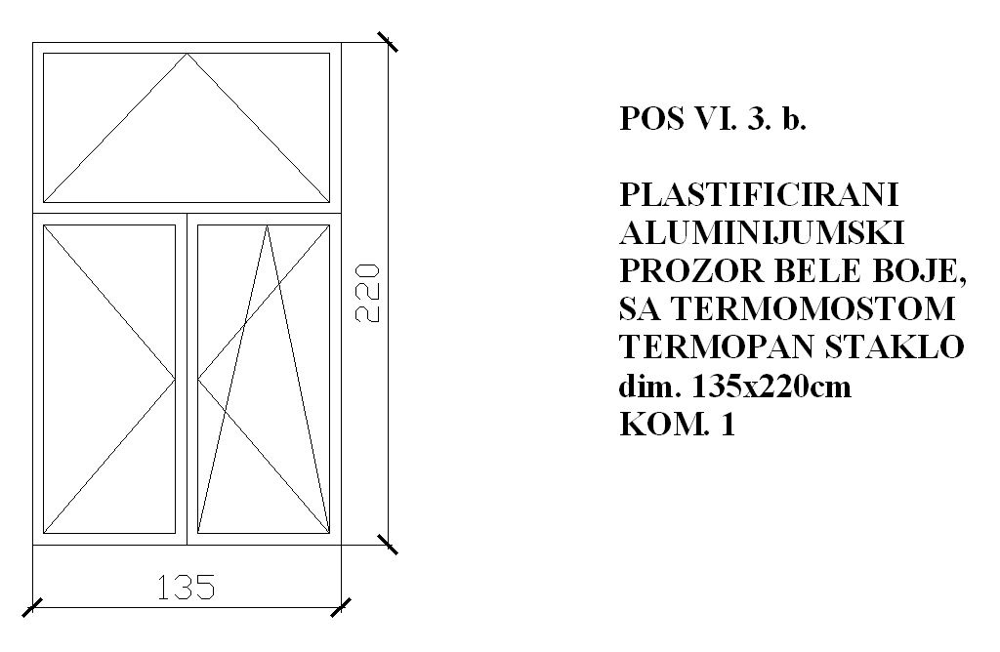 POS VI. 3. b.
PLASTIFICIRANI
ALUMINIJUMSKI
PROZOR BELE BOJE,
SA TERMOMOSTOM
TERMOPAN STAKLO
dim. 135x220cm
KOM. 1
220
135